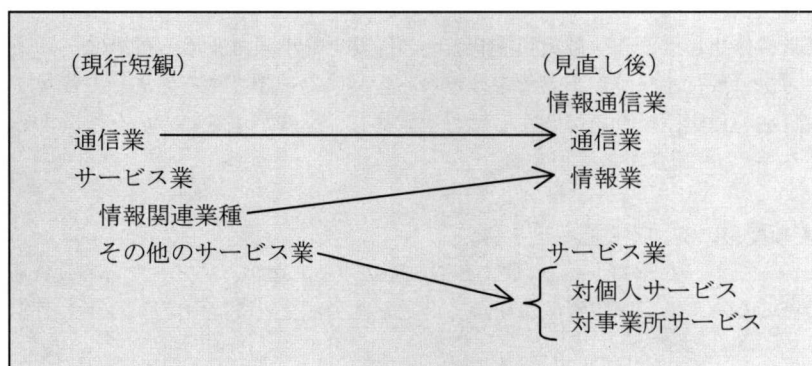 （現行短観）
（見直し後）
情報通信業
通信業
通信業
サービス業
情報業
情報関連業種
その他のサービス業
サービス業
対個人サービス
対事業所サービス